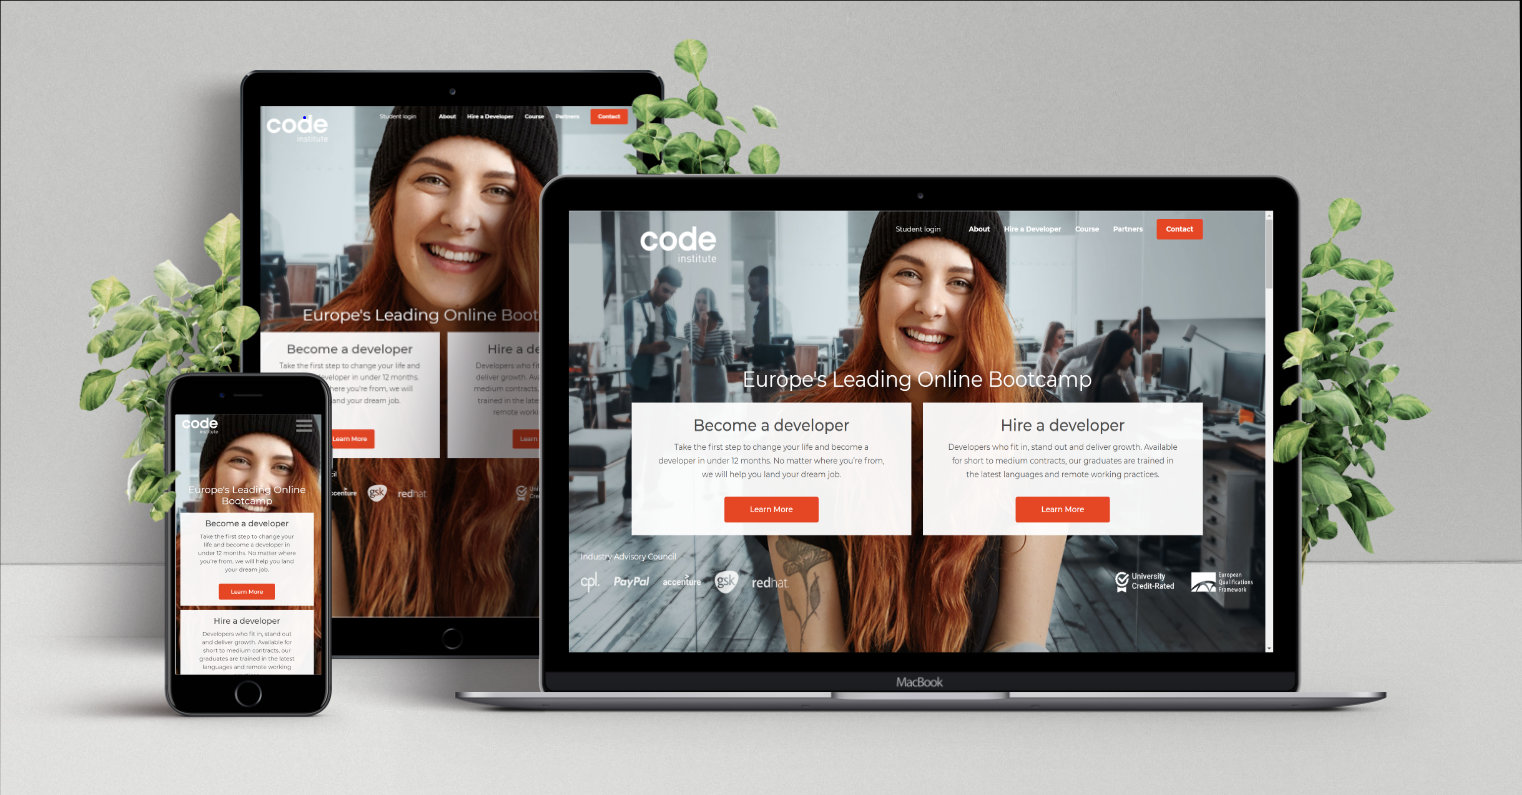 code
institute
Student login About Hire a Developer Course Partners Contact
Europe's Leading Online Boot
Become a developer
Take the first step to change your life and
developer in under 12 months.
where you're from, we will
land your dream job.
Learn More
Hire a de
Developers who fit
deliver growth. Ava
medium contracts,
trained in the late
remote worki
Learn
accenture gsk redhat
code
institute
Europe's Leading Online
Bootcamp
Become a developer
Take the first step to change your
life and become a developer in
under 12 months. No matter where
you're from, we will help you land
your dream job.
Learn More
Hire a developer
Developers who fit in, stand out
and deliver growth. Available for
short to medium contracts, our
graduates are trained in the latest
languages and remote working
code
institute
Student login About Hire a Developer Course Partners Contact
Europe's Leading Online Bootcamp
Become a developer
Take the first step to change your life and become a
developer in under 12 months. No matter where you're from,
we will help you land your dream job.
Learn More
Hire a developer
Developers who fit in, stand out and deliver growth. Available
for short to medium contracts, our graduates are trained in
the latest languages and remote working practices.
Learn More
Industry Advisory Council
cpl. PayPal accenture gsk redhat.
University
Credit-Rated
European
Qualifications
Framework
MacBook